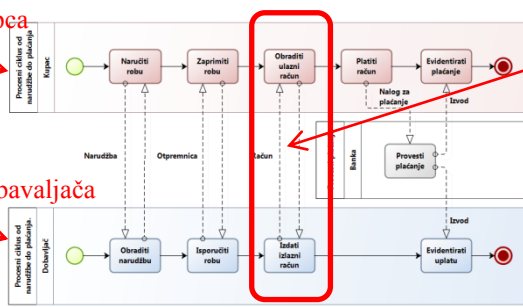 pca
Procesni ciklus od
narudžbe do plaćanja
Kupac
Naručiti
robu
Zaprimiti
robu
Obraditi
ulazni
račun
Platiti
račun
Evidentirati
plaćanje
Nalog za
plaćanje
Izvod
Narudžba
Otpremnica
Račun
Banka
Provesti
plaćanje
bavaljača
Izvod
Procesni ciklus od
narudžbe do plaćanja.
Dobavljač
Obraditi
narudžbu
Isporučiti
robu
Izdati
izlazni
račun
Evidentirati
uplatu